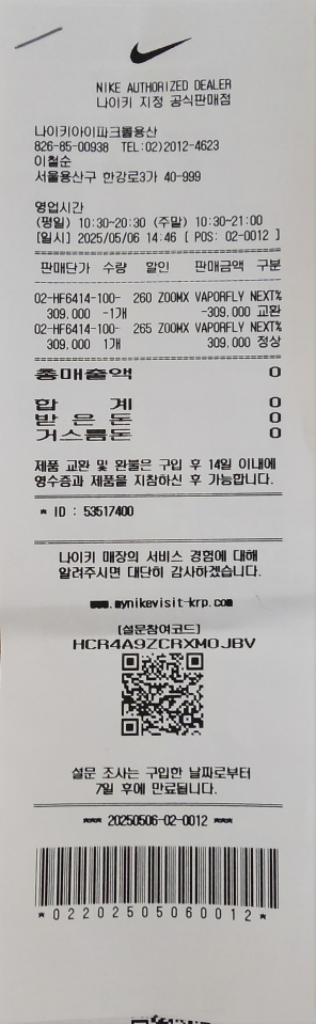 NIKE AUTHORIZED DEALER
나이키 지정 공식판매점
나이키아이파크몰용산
826-85-00938 TEL:02)2012-4623
이철순
서울용산구 한강로3가 40-999
영업시간
(평일) 10:30~20:30 (주말) 10:30~21:00
[일시] 2025/05/06 14:46 [ POS: 02-0012 ]
판매단가 수량 할인 판매금액 구분
02-HF6414-100- 260 ZOOMX VAPORFLY NEXT%
309.000 -1개 -309.000 교환
02-HF6414-100- 265 ZOOMX VAPORFLY NEXT%
309.000 1개 309.000 정상
총매출액 0
합 계 0
받 은 돈 0
거스름돈 0
제품 교환 및 환불은 구입 후 14일 이내에
영수증과 제품을 지참하신 후 가능합니다.
* ID : 53517400
나이키 매장의 서비스 경험에 대해
알려주시면 대단히 감사하겠습니다.
www.mynikevisit-krp.com
[설문참여코드]
HCR4A9ZCRXMOJBV
설문 조사는 구입한 날짜로부터
7일 후에 만료됩니다.
*** 20250506-02-0012 ***
*02202505060012*